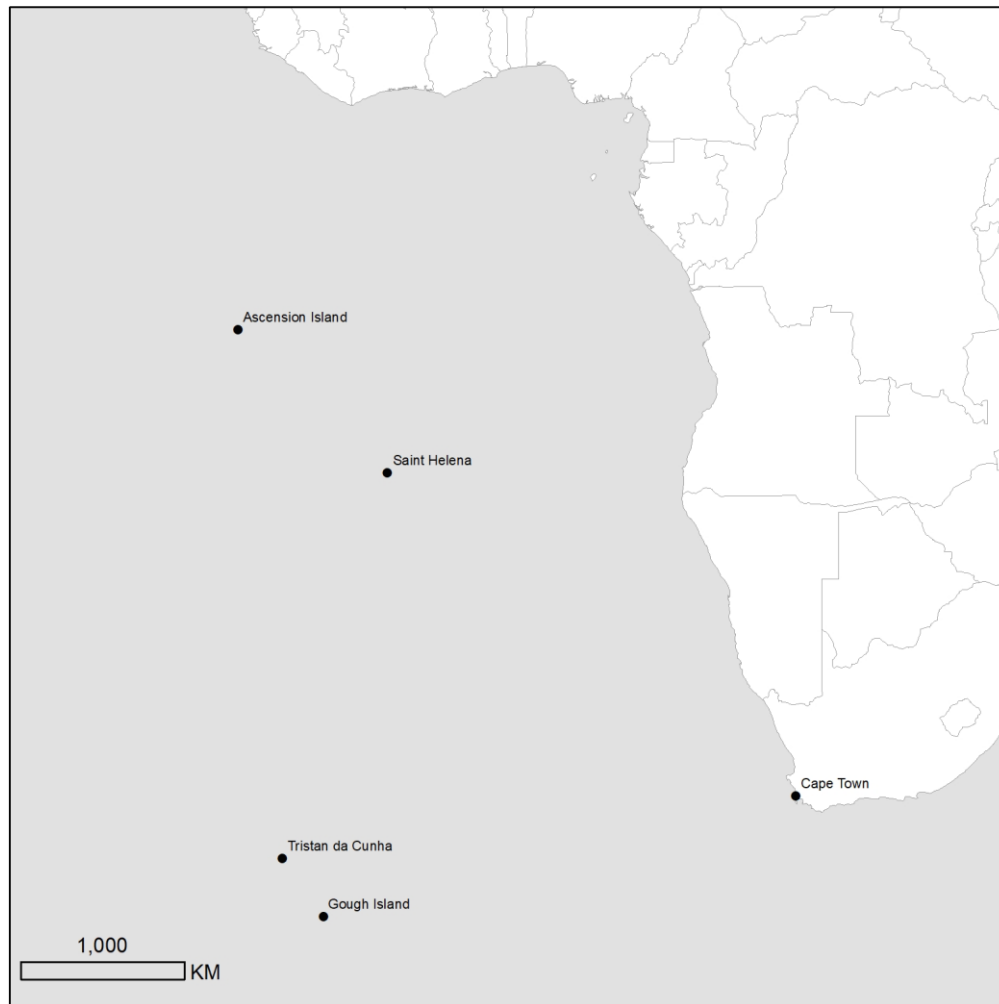 Ascension Island
Saint Helena
Cape Town
Tristan da Cunha
Gough Island
1,000
KM